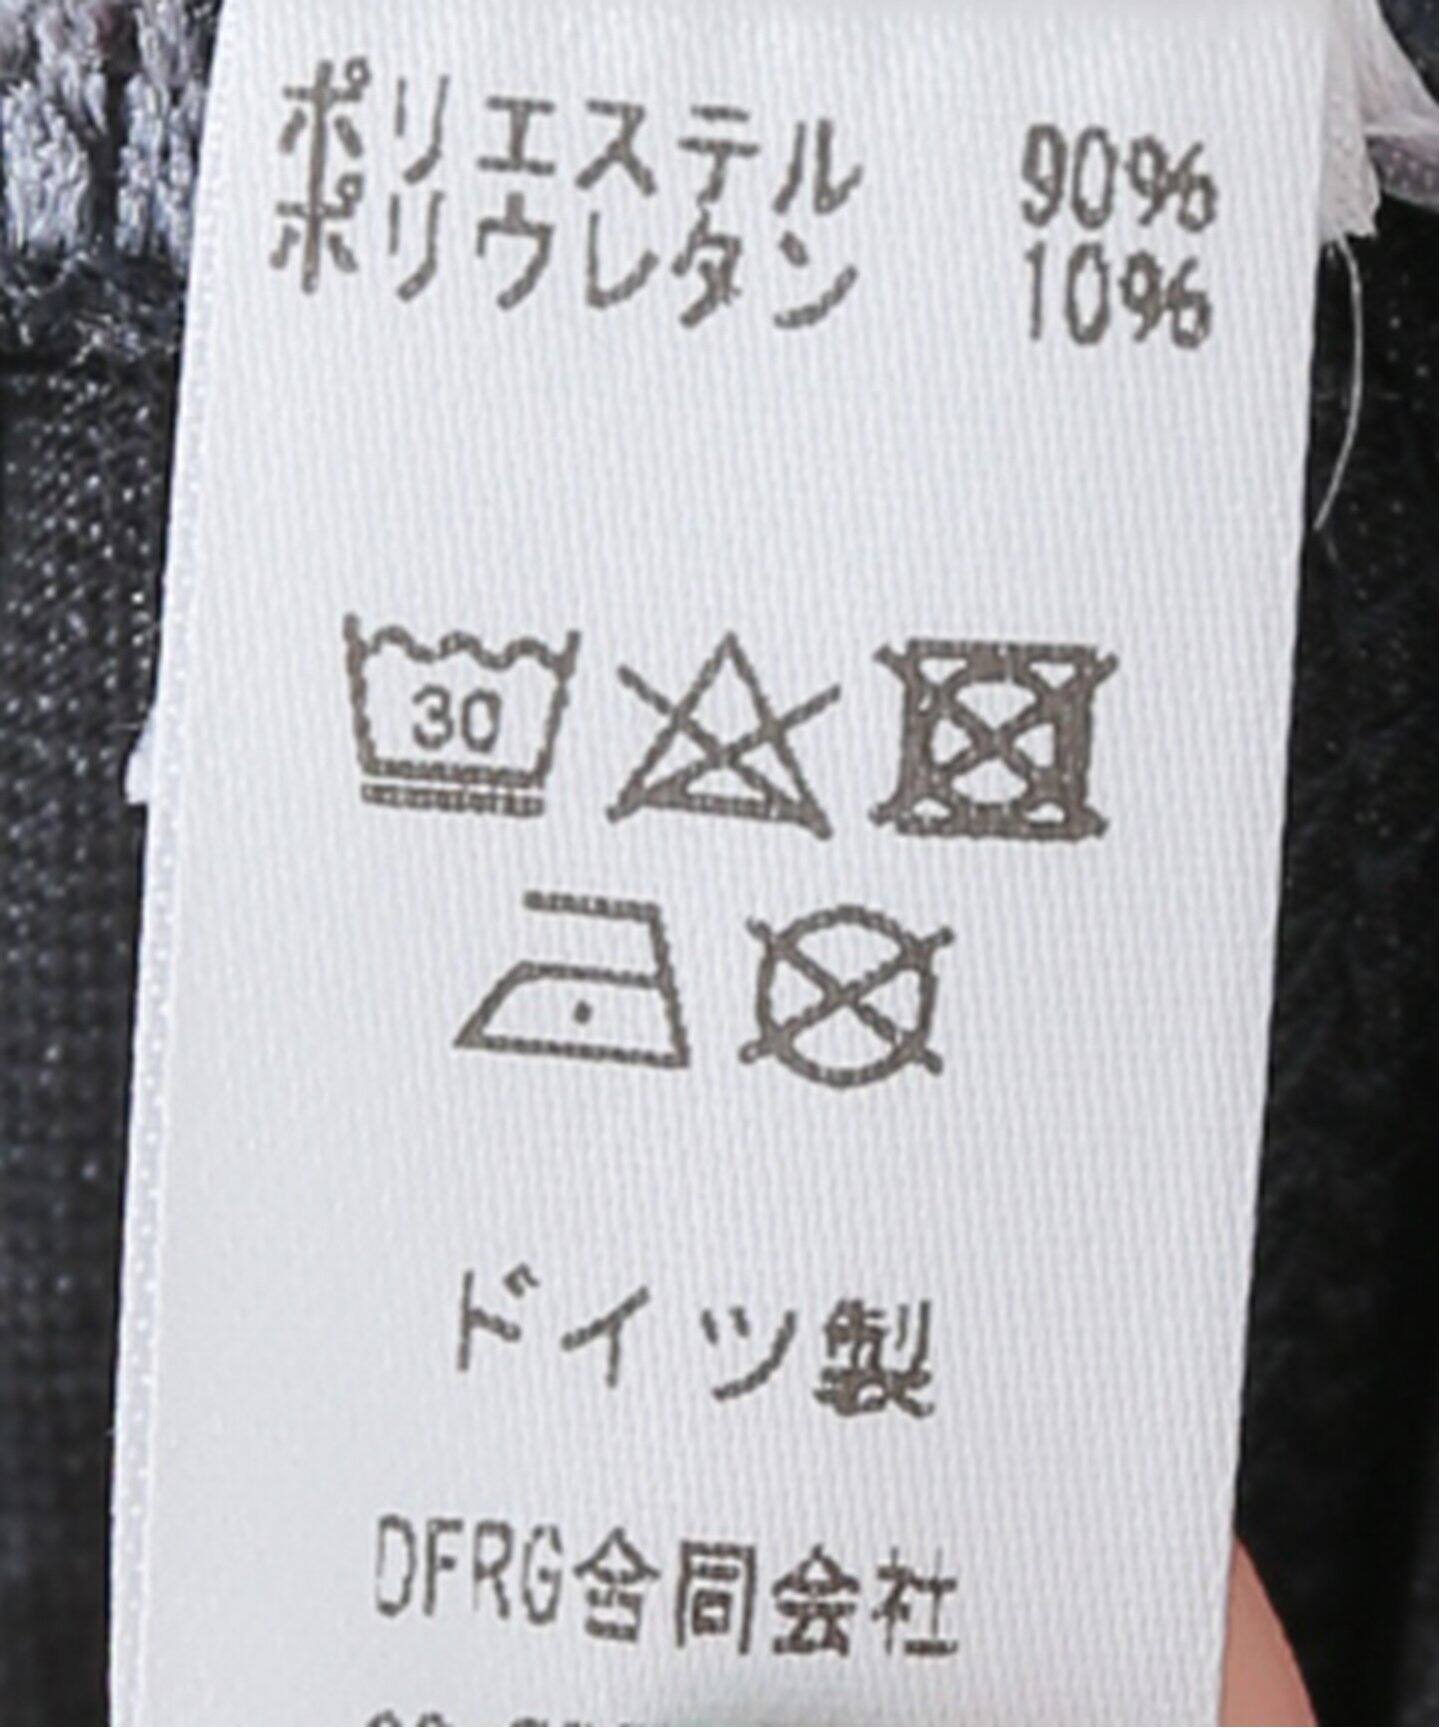 ポリエステル 90%
ポリウレタン 10%
30
ドイツ製
DFRG合同会社